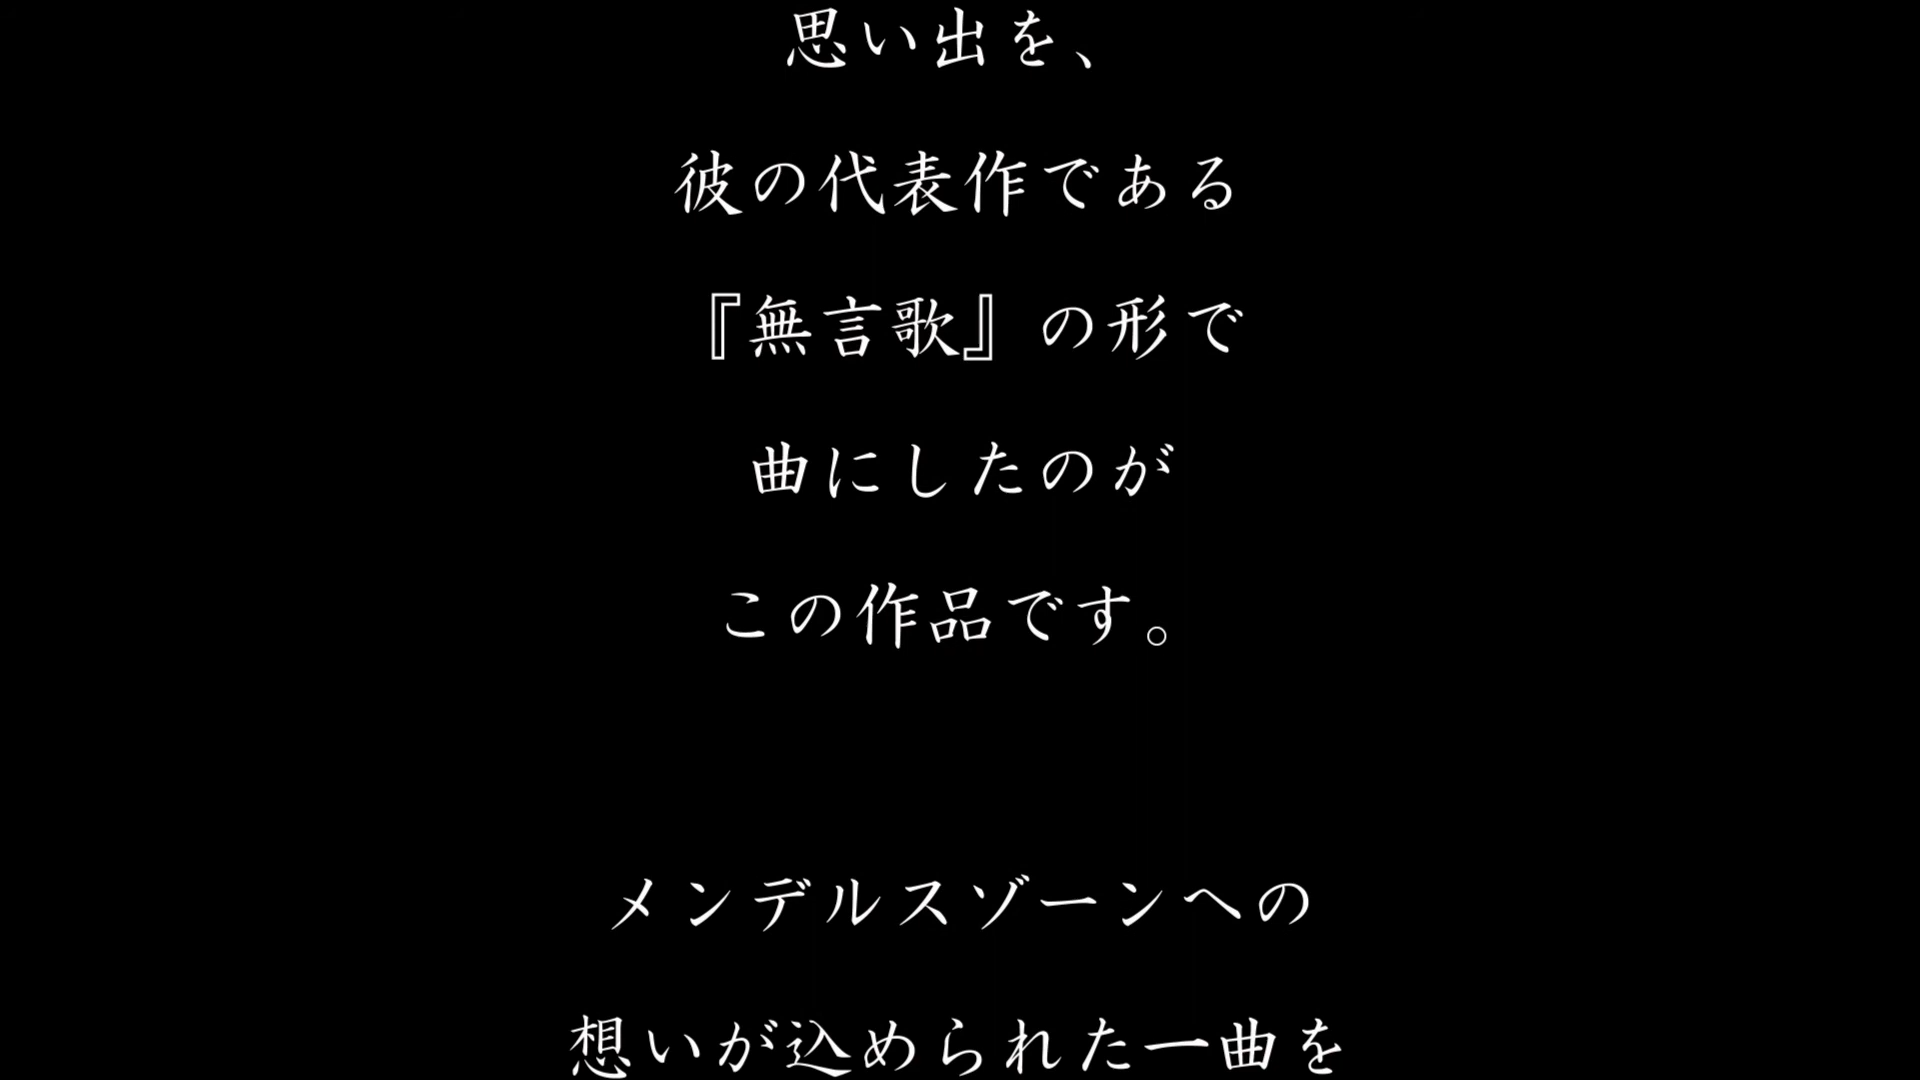 思い出を、
彼の代表作である
『無言歌』の形で
曲にしたのが
この作品です。
メンデルスゾーンへの
想いが込められた一曲を